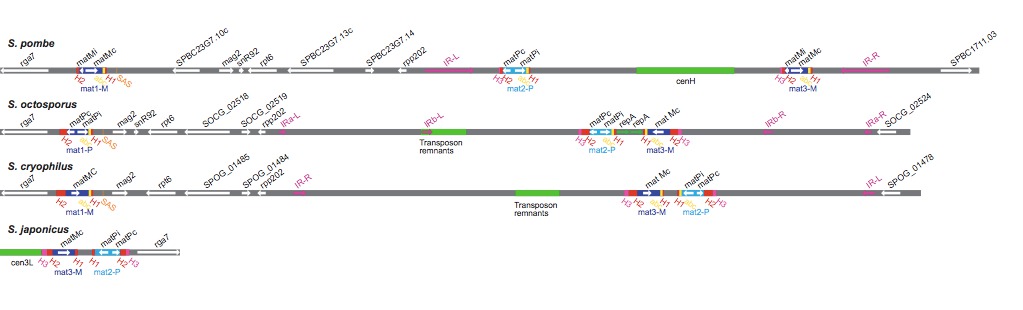 S. pombe
rga7 matMi matMc SPBC23G7.10c mag2 snR92 rpt6 SPBC23G7.13c SPBC23G7.14 rpp202 IR-L matPc matPi matMi matMc IR-R SPBC1711.03
H2 H1 SAS H3 H2 H1 cenH H3 H2 H1
mat1-M mat2-P mat3-M
S. octosporus
rga7 matPc matPi mag2 snR92 rpt6 SOCG_02518 SOCG_02519 rpp202 IRa-L IRb-L matPc matPi repA repA mat Mc IRb-R IRa-R SOCG_02524
H2 H1 SAS Transposon remnants H3 H2 H1 H1 H2 H3
mat1-P mat2-P mat3-M
S. cryophilus
rga7 matMC mag2 rpt6 SPOG_01485 SPOG_01484 rpp202 IR-R mat Mc matPi matPc IR-L SPOG_01478
H2 H1 SAS Transposon remnants H3 H2 H1 H1 H2 H3
mat1-M mat3-M mat2-P
S. japonicus
matMc matPi matPc rga7
cen3L H3 H2 H1 H1 H2 H3
mat3-M mat2-P